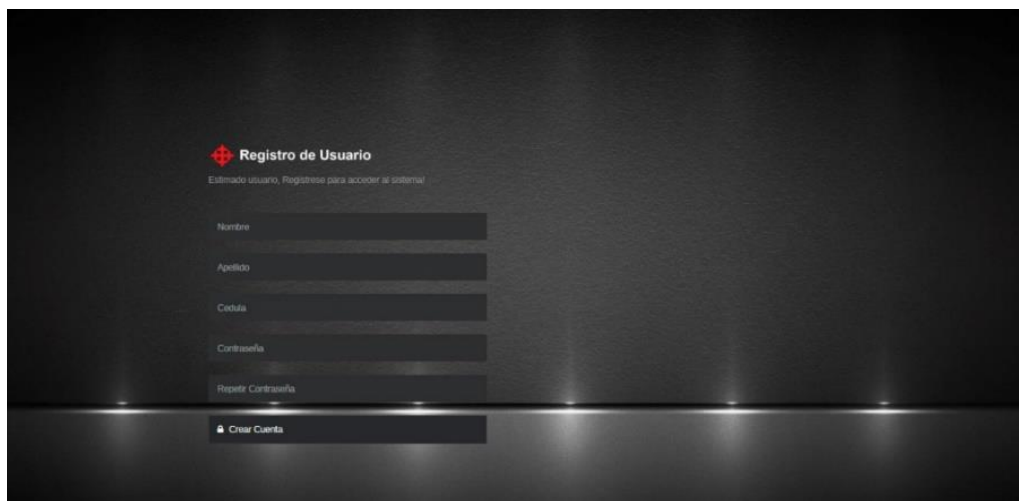 Registro de Usuario
Estimado usuario, Registrese para acceder al sistema!
Nombre
Apellido
Cedula
Contraseña
Repetir Contraseña
Crear Cuenta